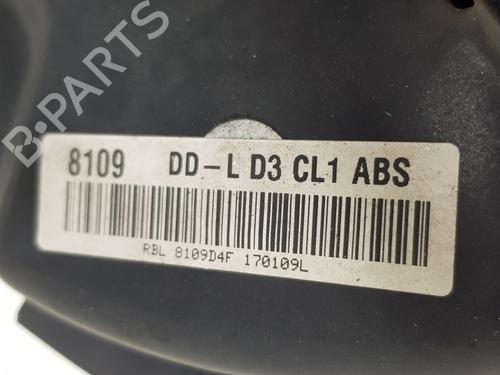 B-PARTS
8109 DD-L D3 CL1 ABS
RBL 8109D4F 170109L